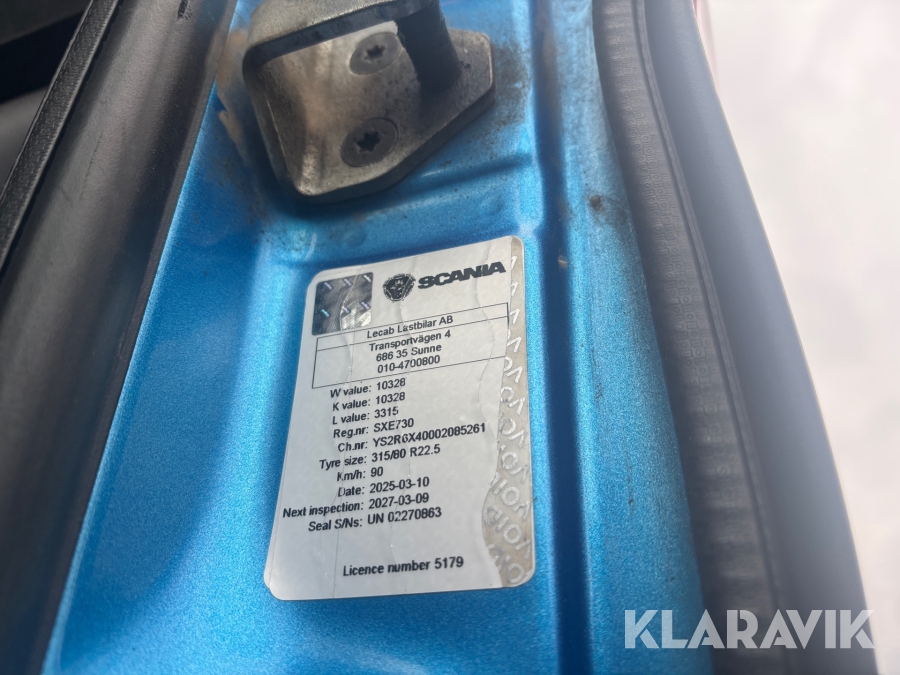 SCANIA
Lecab Lastbilar AB
Transportvägen 4
686 35 Sunne
010-4700800
W value: 10328
K value: 10328
L value: 3315
Reg.nr: SXE730
Ch.nr: YS2R6X40002085261
Tyre size: 315/80 R22.5
Km/h: 90
Date: 2025-03-10
Next inspection: 2027-03-09
Seal S/Ns: UN 02270863
Licence number 5179
KLARAVIK